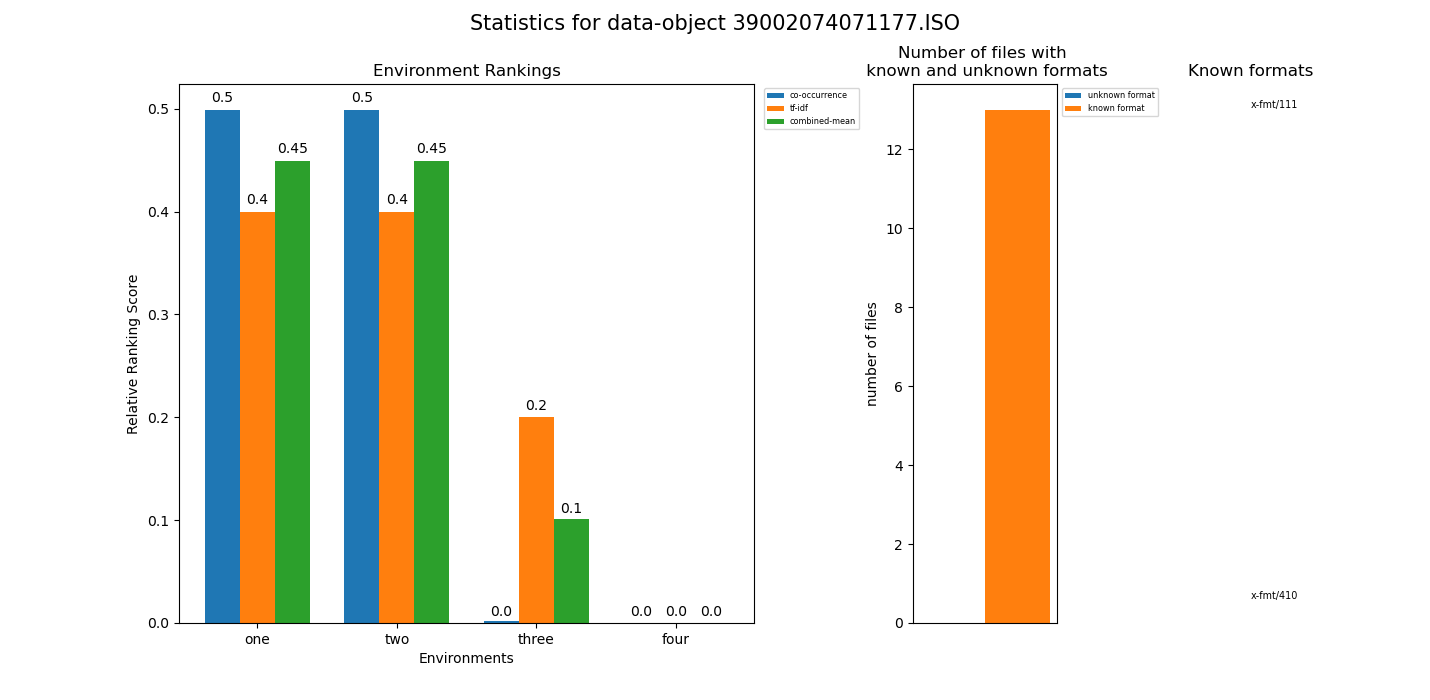 Statistics for data-object 39002074071177.ISO
Environment Rankings
0.5
0.4
0.3
0.2
0.1
0.0
Relative Ranking Score
0.5
0.4
0.45
0.5
0.4
0.45
0.0
0.2
0.1
0.0
0.0
0.0
one
two
three
four
Environments
co-occurrence
tf-idf
combined-mean
Number of files with
known and unknown formats
12
10
8
6
4
2
0
number of files
unknown format
known format
Known formats
x-fmt/111
x-fmt/410